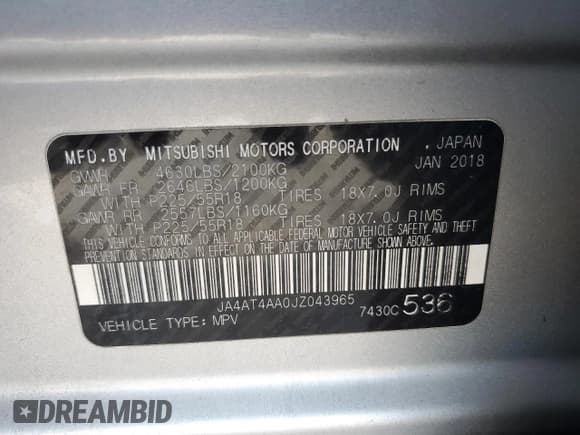 MFD.BY MITSUBISHI MOTORS CORPORATION , JAPAN
GVWR. 4630LBS/2100KG JAN 2018
GAWR FR 2646LBS/1200KG
WITH P225/55R18 TIRES 18X7.0J RIMS
GAWR RR 2557LBS/1160KG
WITH P225/55R18 TIRES 18X7.0J RIMS
THIS VEHICLE CONFORMS TO ALL APPLICABLE FEDERAL MOTOR VEHICLE SAFETY AND THEFT
PREVENTION STANDARDS IN EFFECT ON THE DATE OF MANUFACTURE SHOWN ABOVE.
JA4AT4AA0JZ043965
VEHICLE TYPE: MPV 7430C 536
DREAMBID